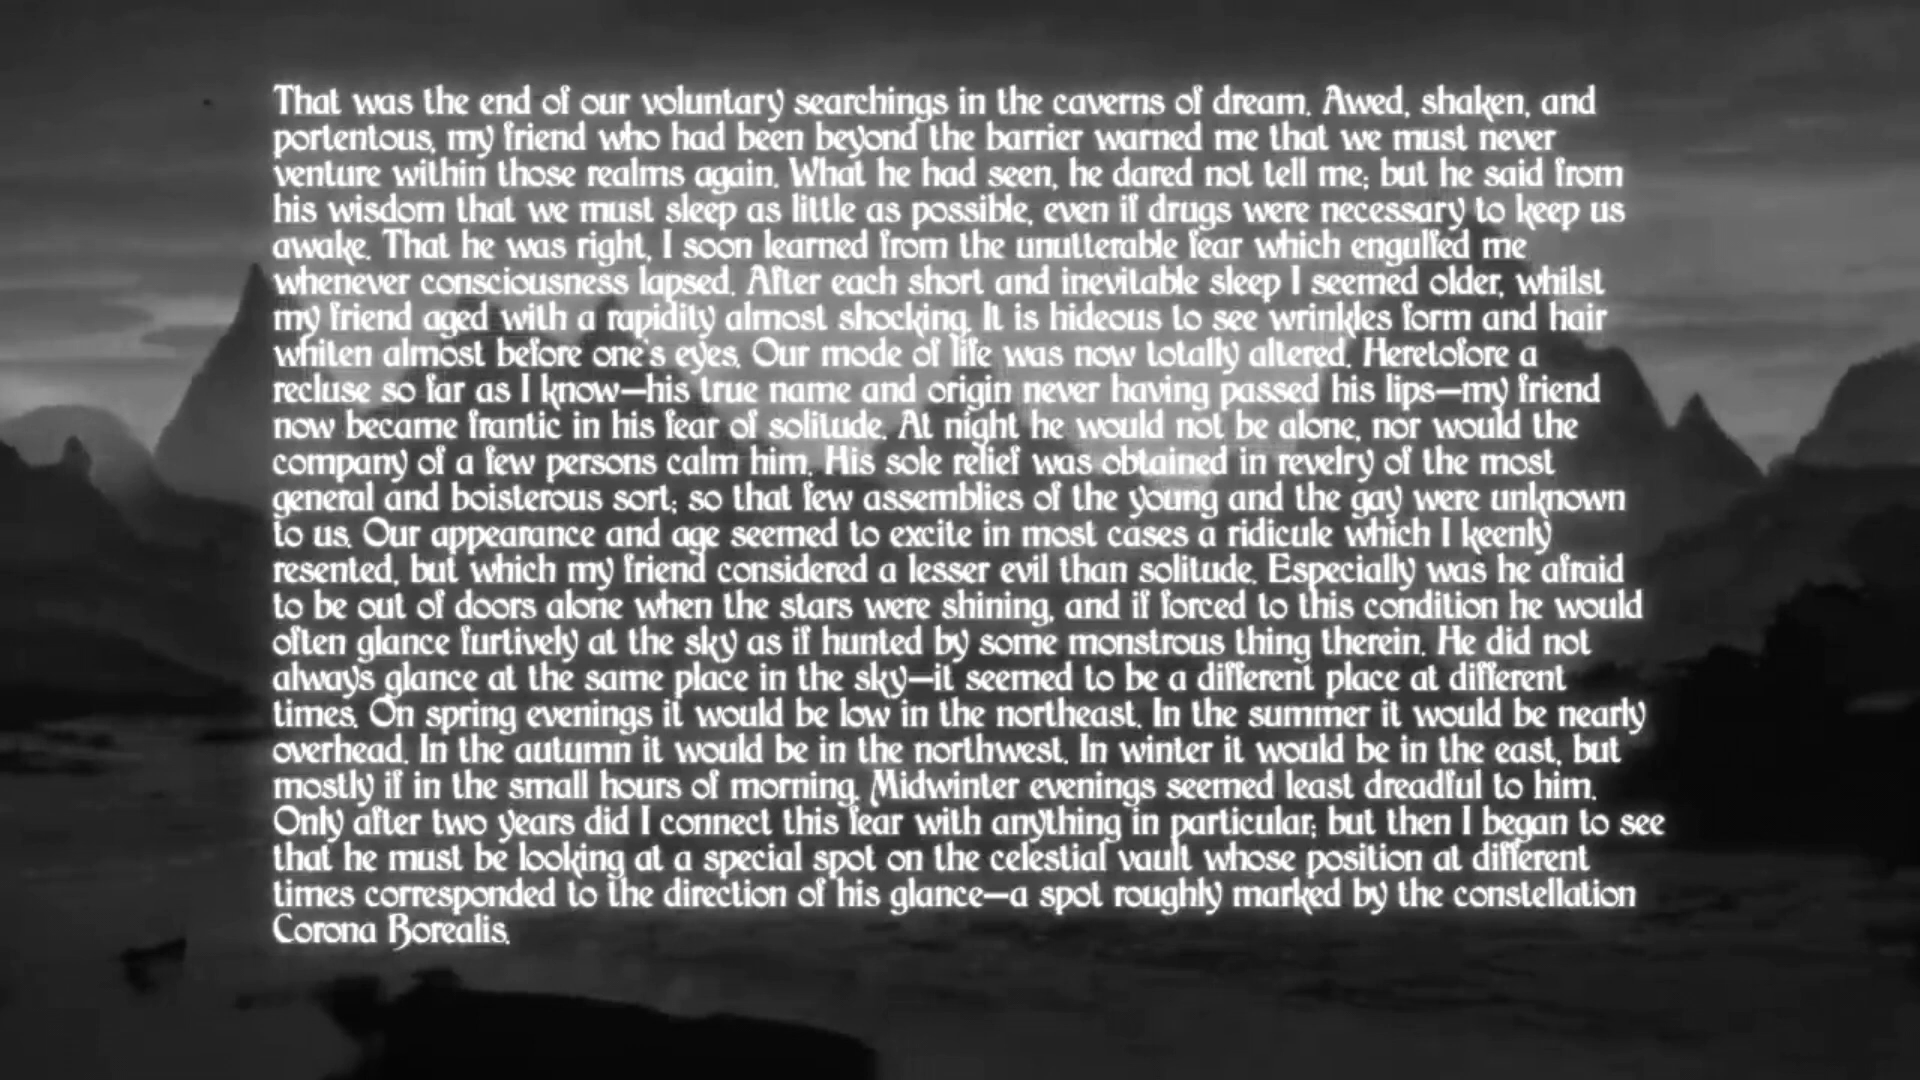 That was the end of our voluntary searchings in the caverns of dream. Awed, shaken, and
portentous, my friend who had been beyond the barrier warned me that we must never
venture within those realms again. What he had seen, he dared not tell me; but he said from
his wisdom that we must sleep as little as possible, even if drugs were necessary to keep us
awake. That he was right, I soon learned from the unutterable fear which engulfed me
whenever consciousness lapsed. After each short and inevitable sleep I seemed older, whilst
my friend aged with a rapidity almost shocking. It is hideous to see wrinkles form and hair
whiten almost before one's eyes. Our mode of life was now totally altered. Heretofore a
recluse so far as I know—his true name and origin never having passed his lips—my friend
now became frantic in his fear of solitude. At night he would not be alone, nor would the
company of a few persons calm him. His sole relief was obtained in revelry of the most
general and boisterous sort; so that few assemblies of the young and the gay were unknown
to us. Our appearance and age seemed to excite in most cases a ridicule which I keenly
resented, but which my friend considered a lesser evil than solitude. Especially was he afraid
to be out of doors alone when the stars were shining, and if forced to this condition he would
often glance furtively at the sky as if hunted by some monstrous thing therein. He did not
always glance at the same place in the sky—it seemed to be a different place at different
times. On spring evenings it would be low in the northeast. In the summer it would be nearly
overhead. In the autumn it would be in the northwest. In winter it would be in the east, but
mostly if in the small hours of morning. Midwinter evenings seemed least dreadful to him.
Only after two years did I connect this fear with anything in particular; but then I began to see
that he must be looking at a special spot on the celestial vault whose position at different
times corresponded to the direction of his glance—a spot roughly marked by the constellation
Corona Borealis.